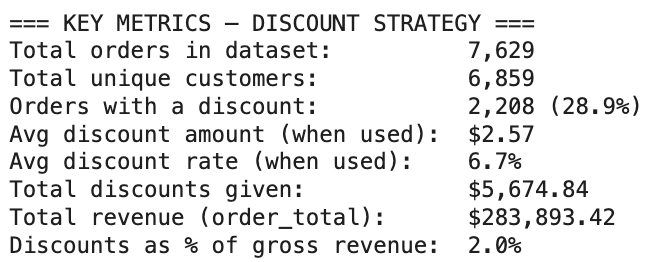 === KEY METRICS — DISCOUNT STRATEGY ===
Total orders in dataset: 7,629
Total unique customers: 6,859
Orders with a discount: 2,208 (28.9%)
Avg discount amount (when used): $2.57
Avg discount rate (when used): 6.7%
Total discounts given: $5,674.84
Total revenue (order_total): $283,893.42
Discounts as % of gross revenue: 2.0%